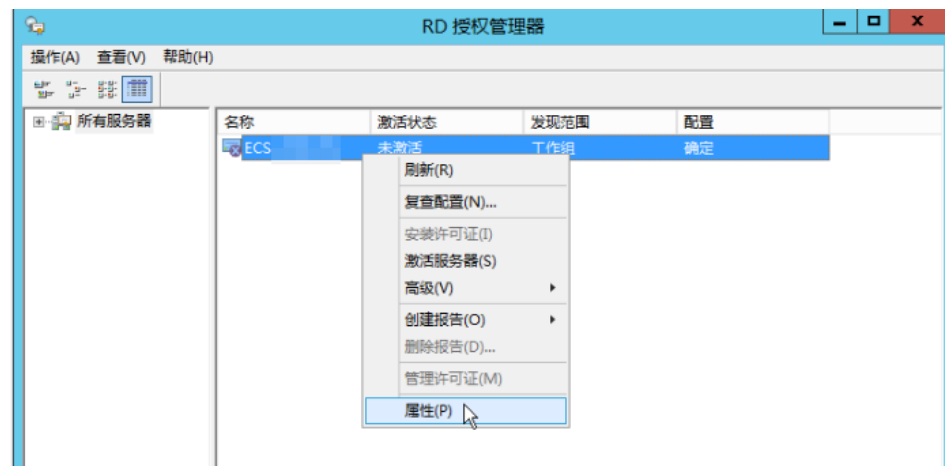 RD 授权管理器
操作(A) 查看(V) 帮助(H)
所有服务器
名称 激活状态 发现范围 配置
ECS 未激活 工作组 确定
刷新(R)
复查配置(N)...
安装许可证(I)
激活服务器(S)
高级(V)
创建报告(O)
删除报告(D)...
管理许可证(M)
属性(P)